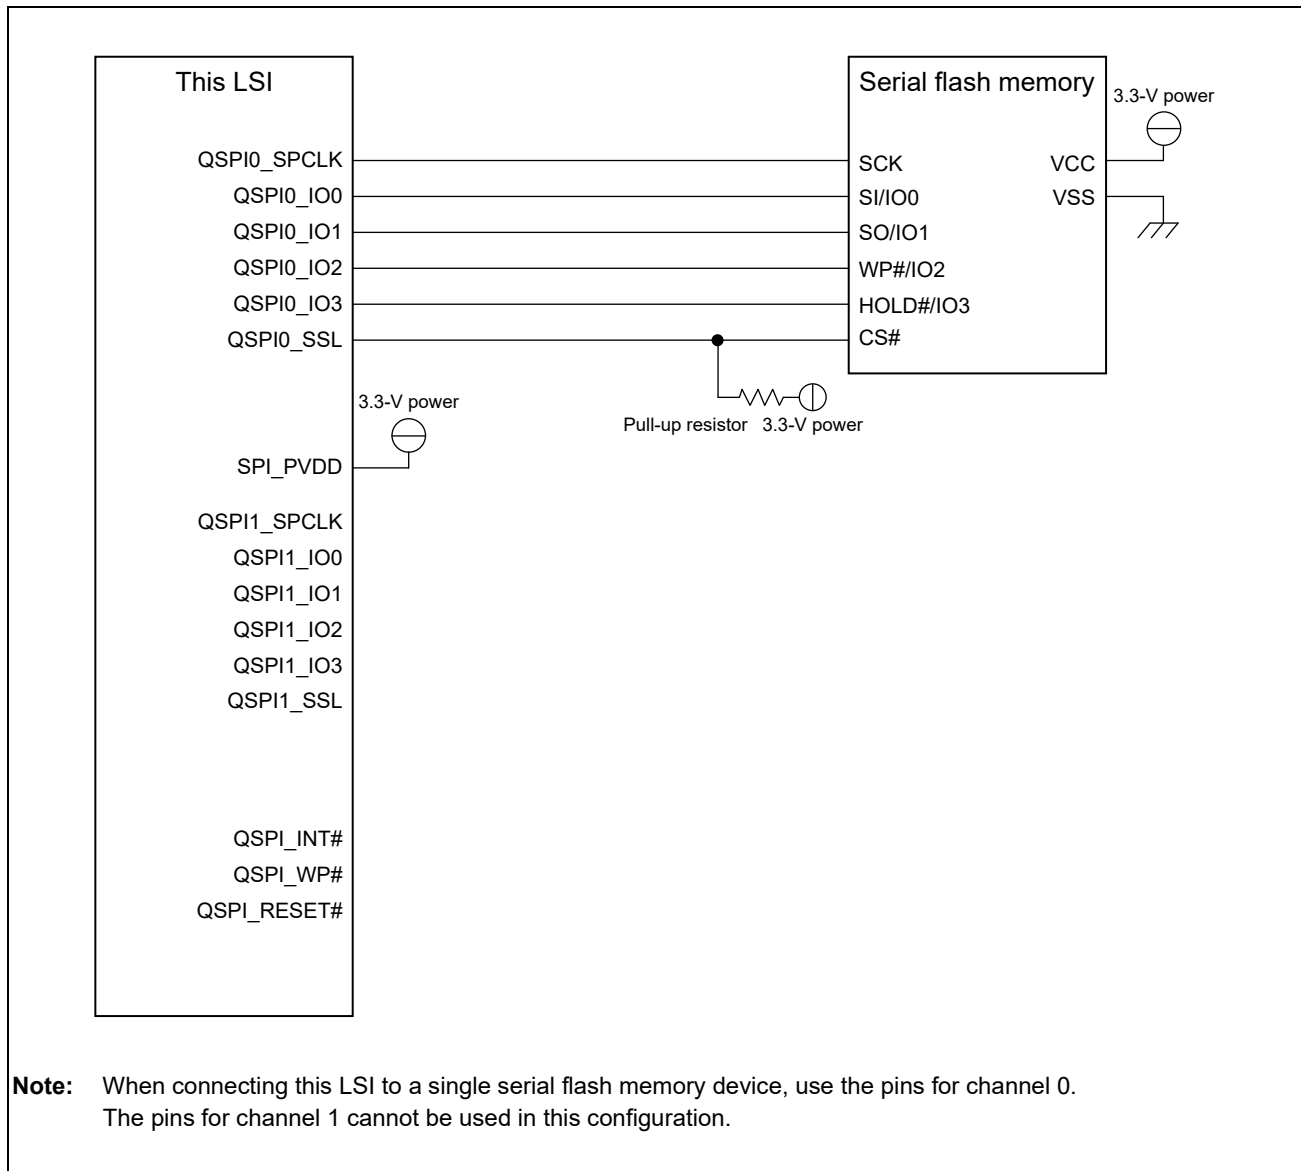 This LSI
Serial flash memory
3.3-V power
QSPI0_SPCLK
SCK
VCC
QSPI0_IO0
SI/IO0
VSS
QSPI0_IO1
SO/IO1
QSPI0_IO2
WP#/IO2
QSPI0_IO3
HOLD#/IO3
QSPI0_SSL
CS#
3.3-V power
Pull-up resistor
3.3-V power
SPI_PVDD
QSPI1_SPCLK
QSPI1_IO0
QSPI1_IO1
QSPI1_IO2
QSPI1_IO3
QSPI1_SSL
QSPI_INT#
QSPI_WP#
QSPI_RESET#
Note: When connecting this LSI to a single serial flash memory device, use the pins for channel 0.
The pins for channel 1 cannot be used in this configuration.